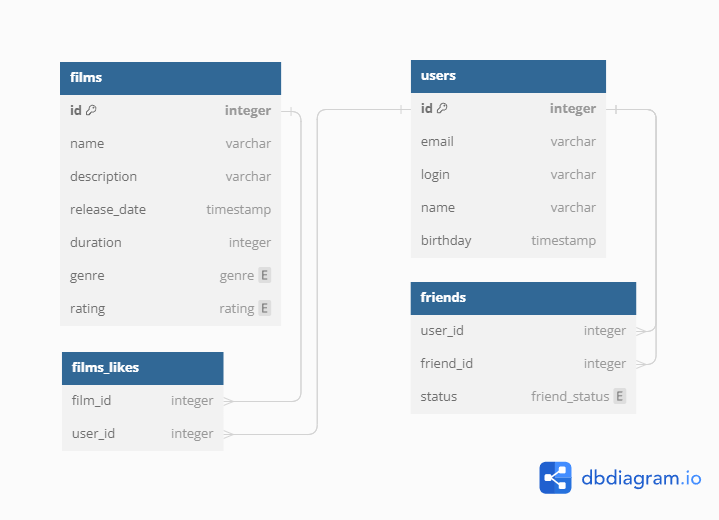 films
id integer
name varchar
description varchar
release_date timestamp
duration integer
genre genre E
rating rating E
films_likes
film_id integer
user_id integer
users
id integer
email varchar
login varchar
name varchar
birthday timestamp
friends
user_id integer
friend_id integer
status friend_status E
dbdiagram.io